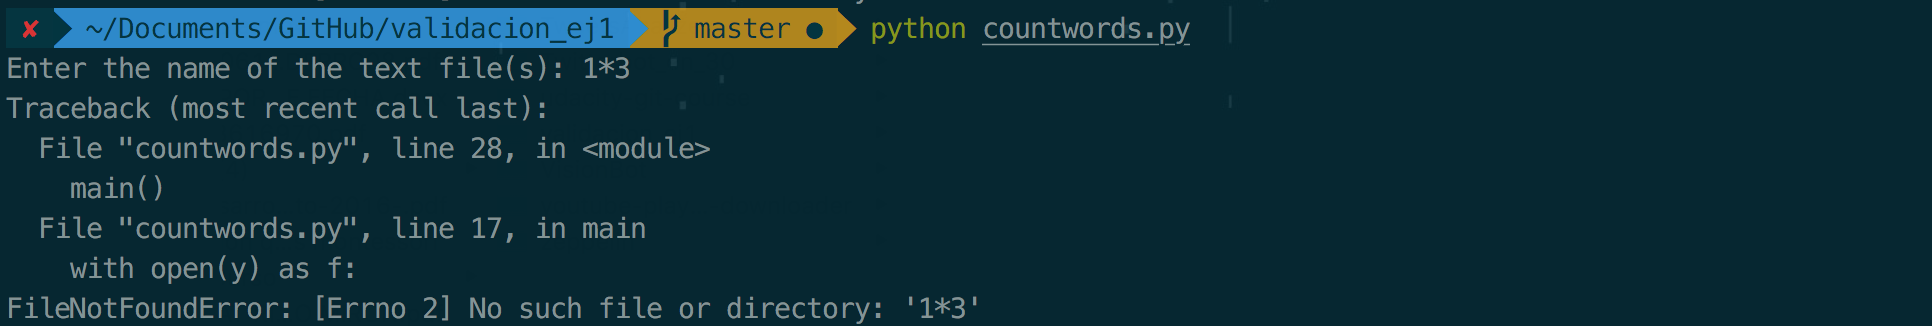 ✘ ~/Documents/GitHub/validacion_ej1 master ● python countwords.py
Enter the name of the text file(s): 1*3
Traceback (most recent call last):
  File "countwords.py", line 28, in <module>
    main()
  File "countwords.py", line 17, in main
    with open(y) as f:
FileNotFoundError: [Errno 2] No such file or directory: '1*3'